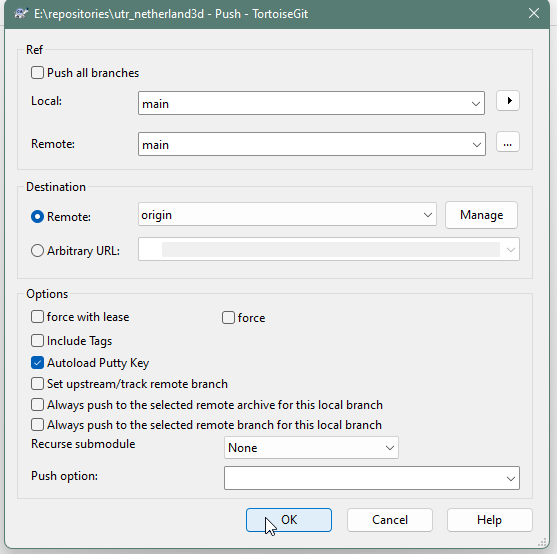 E:\repositories\utr_netherland3d - Push - TortoiseGit
Ref
Push all branches
Local:
main
Remote:
main
...
Destination
Remote:
origin
Manage
Arbitrary URL:
Options
force with lease
force
Include Tags
Autoload Putty Key
Set upstream/track remote branch
Always push to the selected remote archive for this local branch
Always push to the selected remote branch for this local branch
Recurse submodule
None
Push option:
OK
Cancel
Help